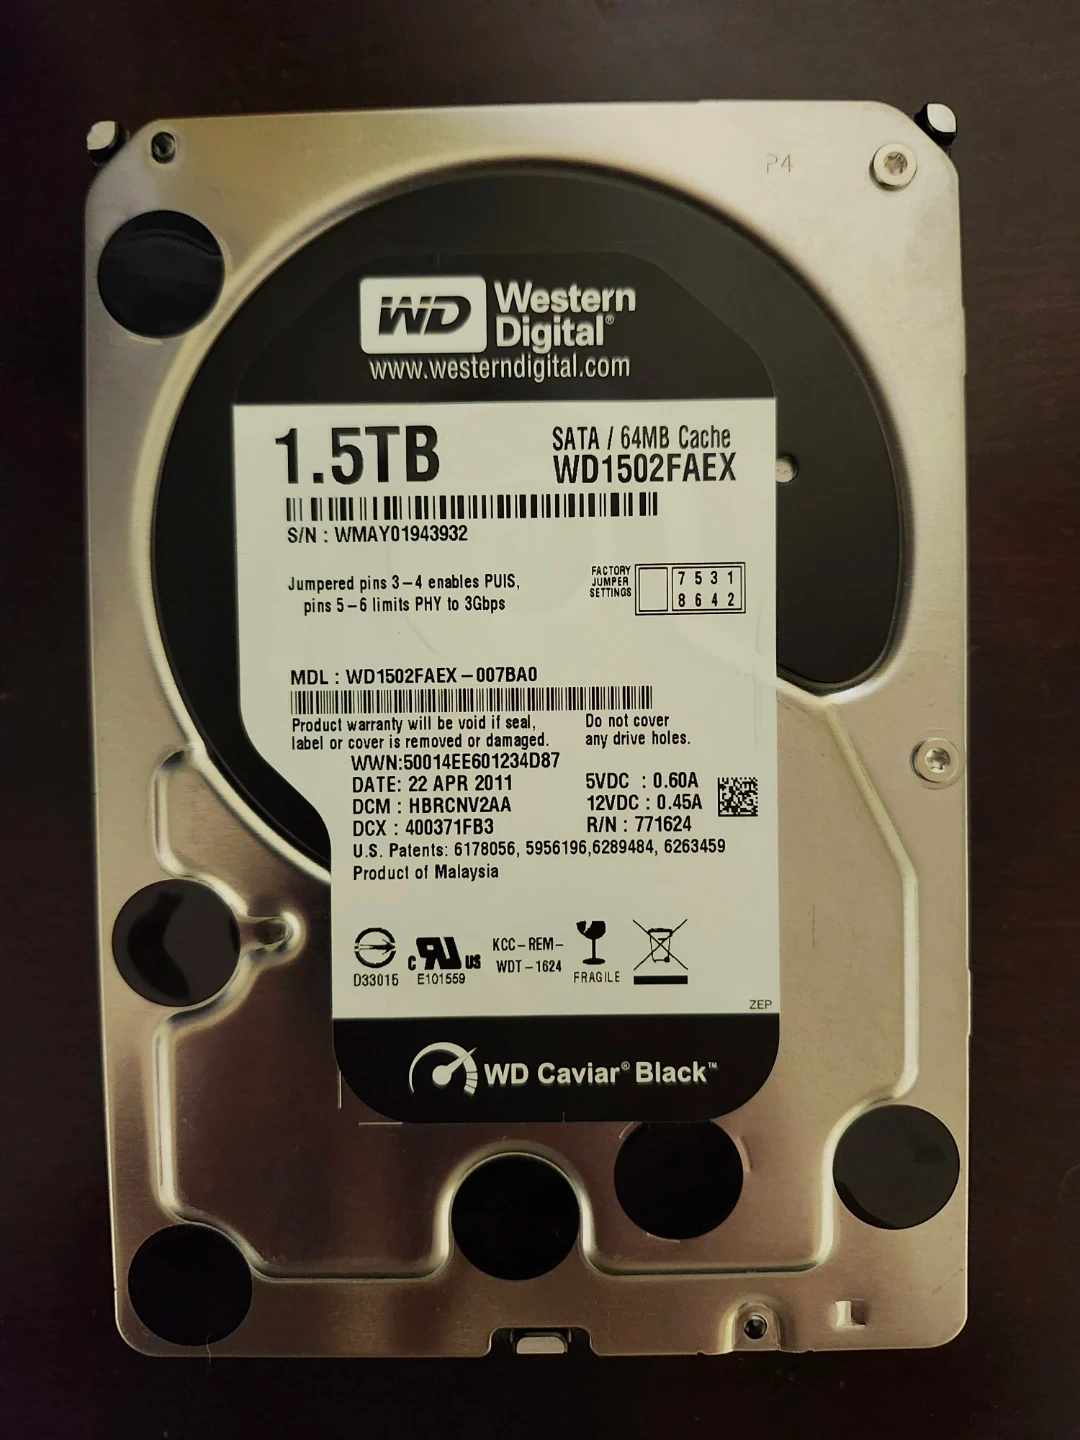 P4
WD Western
Digital®
www.westerndigital.com
1.5TB
SATA / 64MB Cache
WD1502FAEX
S/N : WMAY01943932
Jumpered pins 3-4 enables PUIS,
pins 5-6 limits PHY to 3Gbps
FACTORY
JUMPER
SETTINGS
7 5 3 1
8 6 4 2
MDL : WD1502FAEX-007BA0
Product warranty will be void if seal,
label or cover is removed or damaged.
Do not cover
any drive holes.
WWN:50014EE601234D87
DATE: 22 APR 2011
DCM : HBRCNV2AA
DCX : 400371FB3
5VDC : 0.60A
12VDC : 0.45A
R/N : 771624
U.S. Patents: 6178056, 5956196,6289484, 6263459
Product of Malaysia
D33015
c RU US
E101559
KCC-REM-
WDT-1624
FRAGILE
ZEP
WD Caviar® Black™